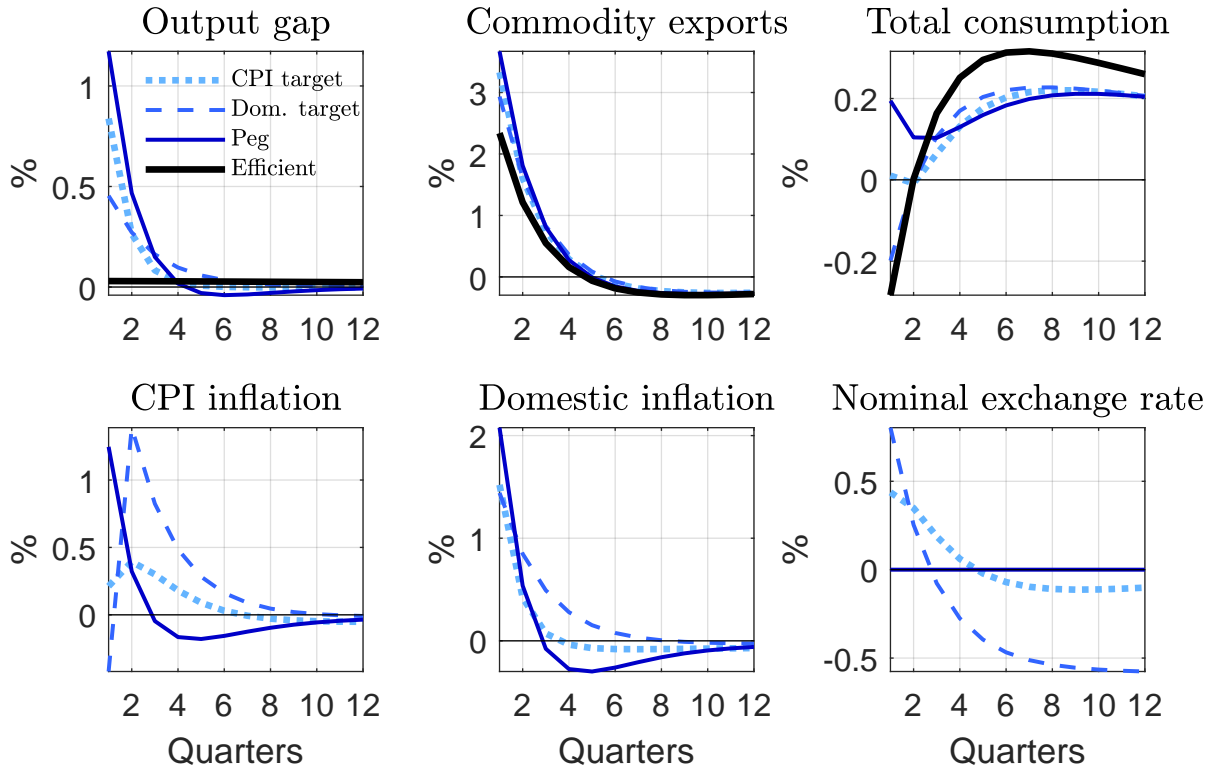 Output gap
Commodity exports
Total consumption
%
1
0.5
0
CPI target
Dom. target
Peg
Efficient
2 4 6 8 10 12
%
3
2
1
0
2 4 6 8 10 12
%
0.2
0
-0.2
2 4 6 8 10 12
CPI inflation
Domestic inflation
Nominal exchange rate
%
1
0.5
0
2 4 6 8 10 12
Quarters
%
2
1
0
2 4 6 8 10 12
Quarters
%
0.5
0
-0.5
2 4 6 8 10 12
Quarters